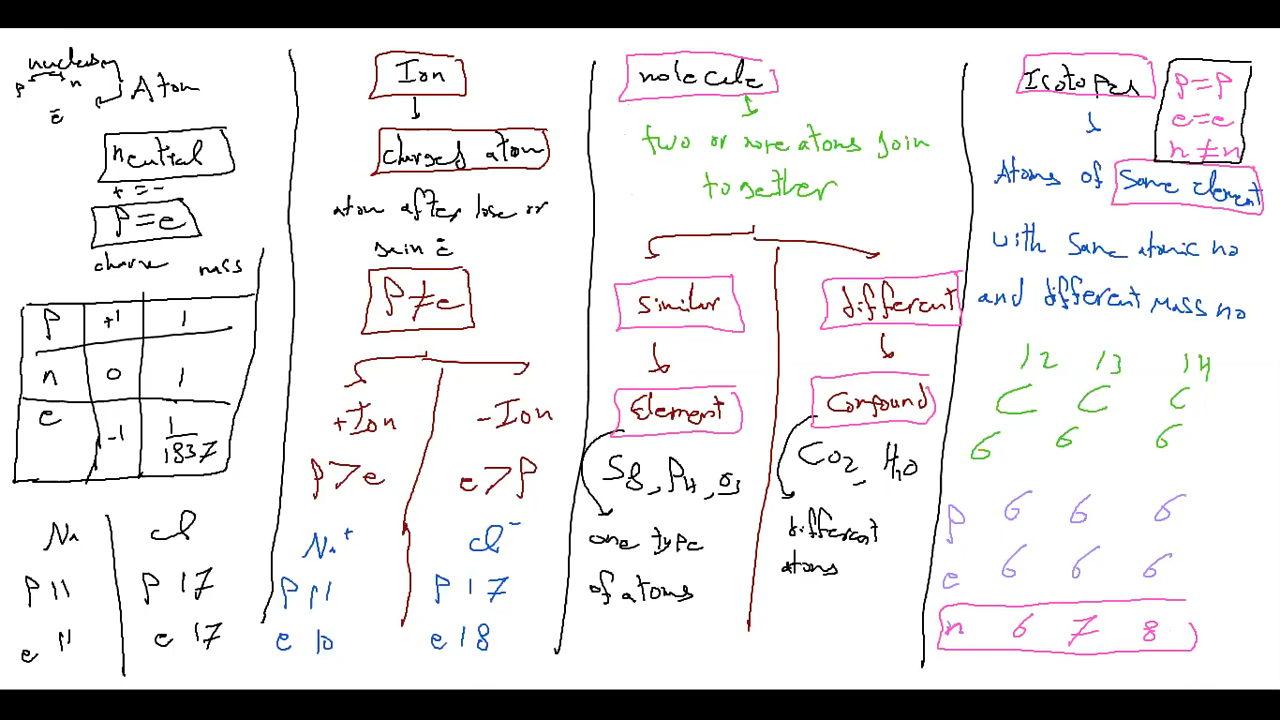 nucleus
p n
Atom
ē
neutral
+ = -
p = e
charge mass
p +1 1
n 0 1
e -1 1/1837
Na Cl
p 11 p 17
e 11 e 17
Ion
charged atom
atom after lose or
gain ē
p ≠ e
+Ion -Ion
p > e e > p
Na⁺ Cl⁻
p 11 p 17
e 10 e 18
molecule
two or more atoms join
together
similar different
Element Compound
S8, P4, O3 CO2, H2O
one type
of atoms
different
atoms
Isotopes
p = p
e = e
n ≠ n
Atoms of same element
with same atomic no
and different mass no
12 13 14
C C C
6 6 6
p 6 6 6
e 6 6 6
n 6 7 8